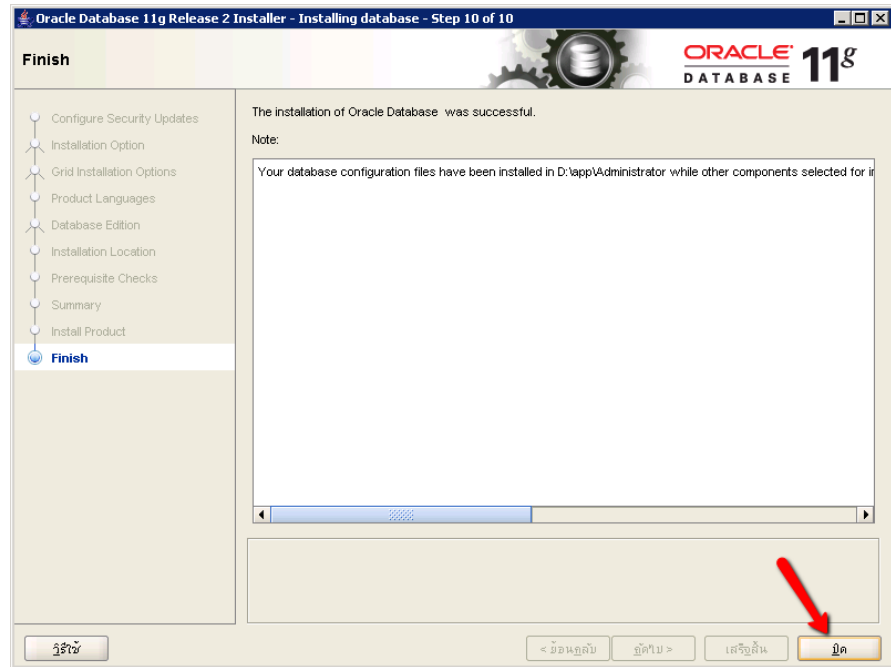 Oracle Database 11g Release 2 Installer - Installing database - Step 10 of 10
Finish
ORACLE
DATABASE
11g
Configure Security Updates
Installation Option
Grid Installation Options
Product Languages
Database Edition
Installation Location
Prerequisite Checks
Summary
Install Product
Finish
The installation of Oracle Database was successful.
Note:
Your database configuration files have been installed in D:\app\Administrator while other components selected for in
วิธีใช้
< ย้อนกลับ
ถัดไป >
เสร็จสิ้น
ปิด